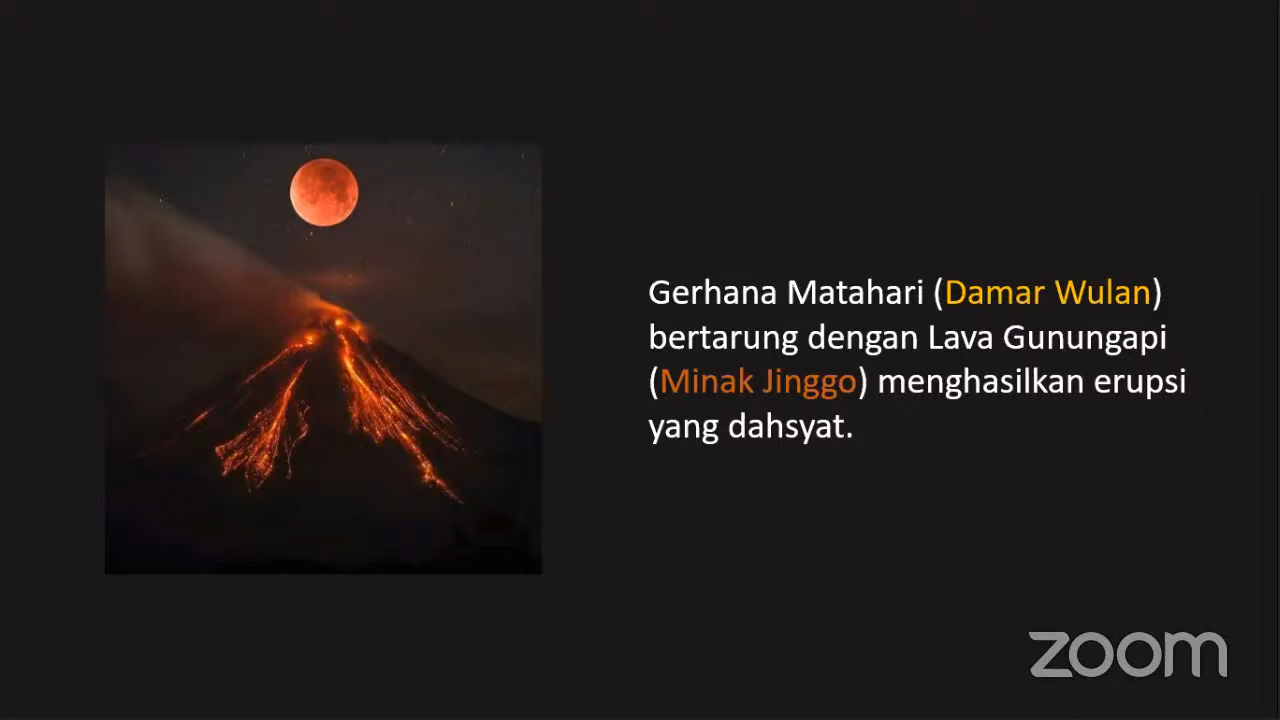 Gerhana Matahari (Damar Wulan)
bertarung dengan Lava Gunungapi
(Minak Jinggo) menghasilkan erupsi
yang dahsyat.
zoom